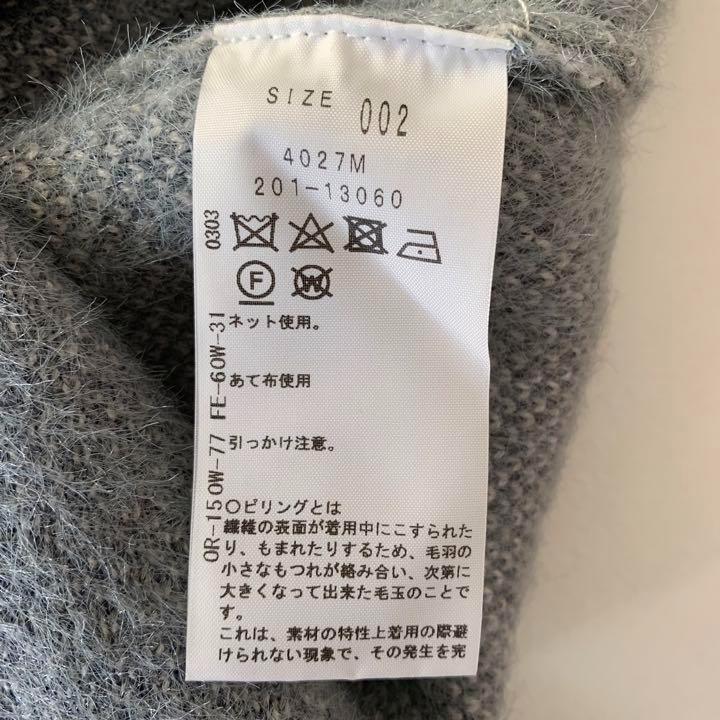 SIZE 002
4027M
201-13060
0303
F
W
ネット使用。
あて布使用
引っかけ注意。
OR-150W-77 FE-60W-31
〇ピリングとは
繊維の表面が着用中にこすられた
り、もまれたりするため、毛羽の
小さなもつれが絡み合い、次第に
大きくなって出来た毛玉のことで
す。
これは、素材の特性上着用の際避
けられない現象で、その発生を完